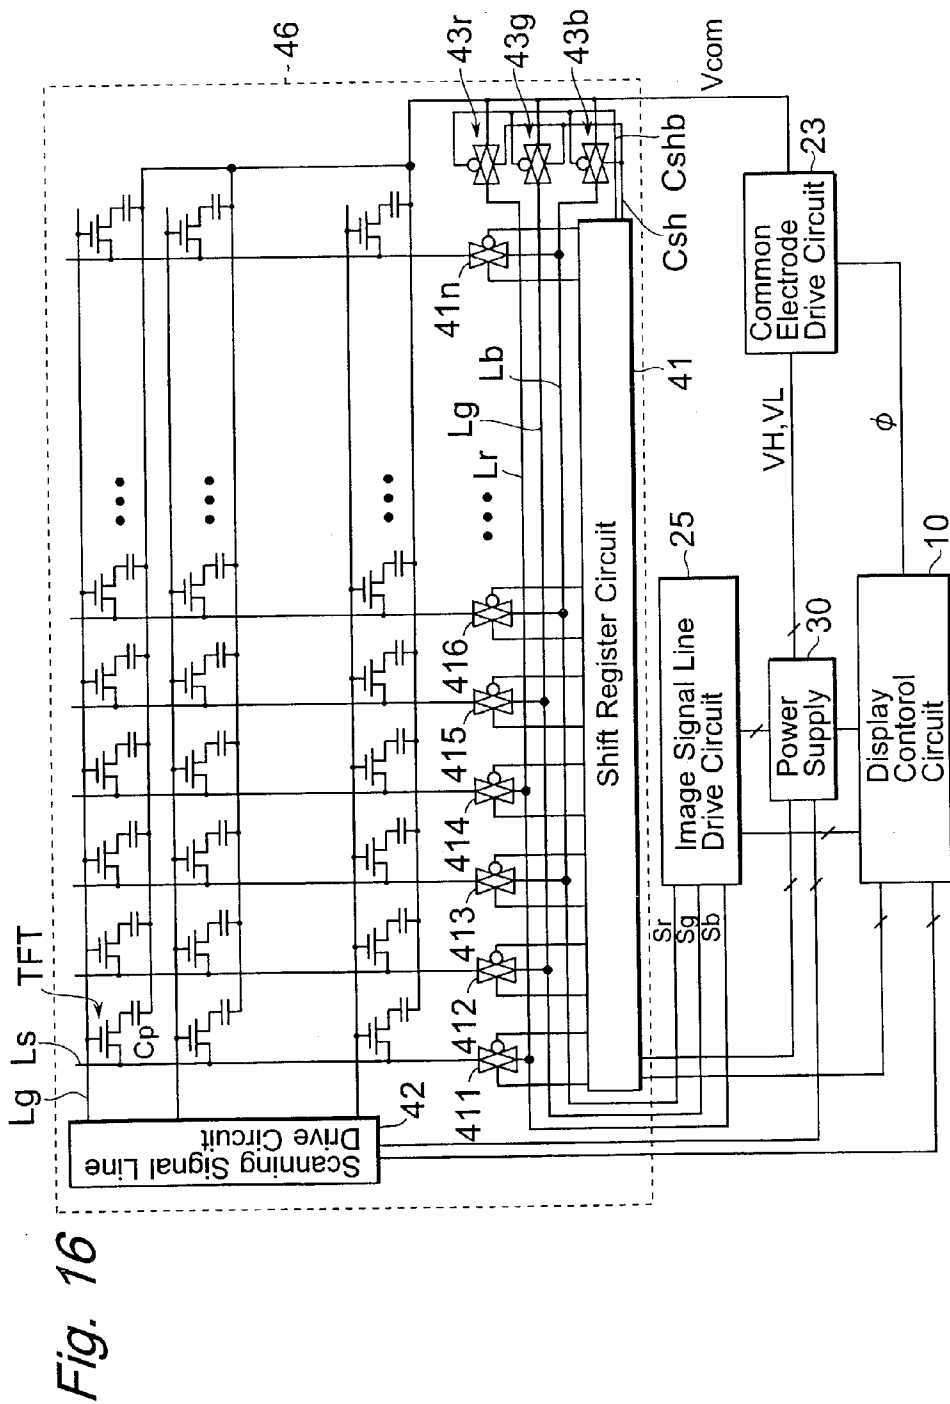 Fig. 16
Lg
Ls
TFT
Cp
46
Scanning Signal Line
Drive Circuit
42
411
412
413
414
415
416
41n
Lr
Lg
Lb
43r
43g
43b
Shift Register Circuit
41
Csh
Cshb
Vcom
Sr
Sg
Sb
Image Signal Line
Drive Circuit
25
Power
Supply
30
VH,VL
Common
Electrode
Drive Circuit
23
Display
Contorol
Circuit
10
ϕ